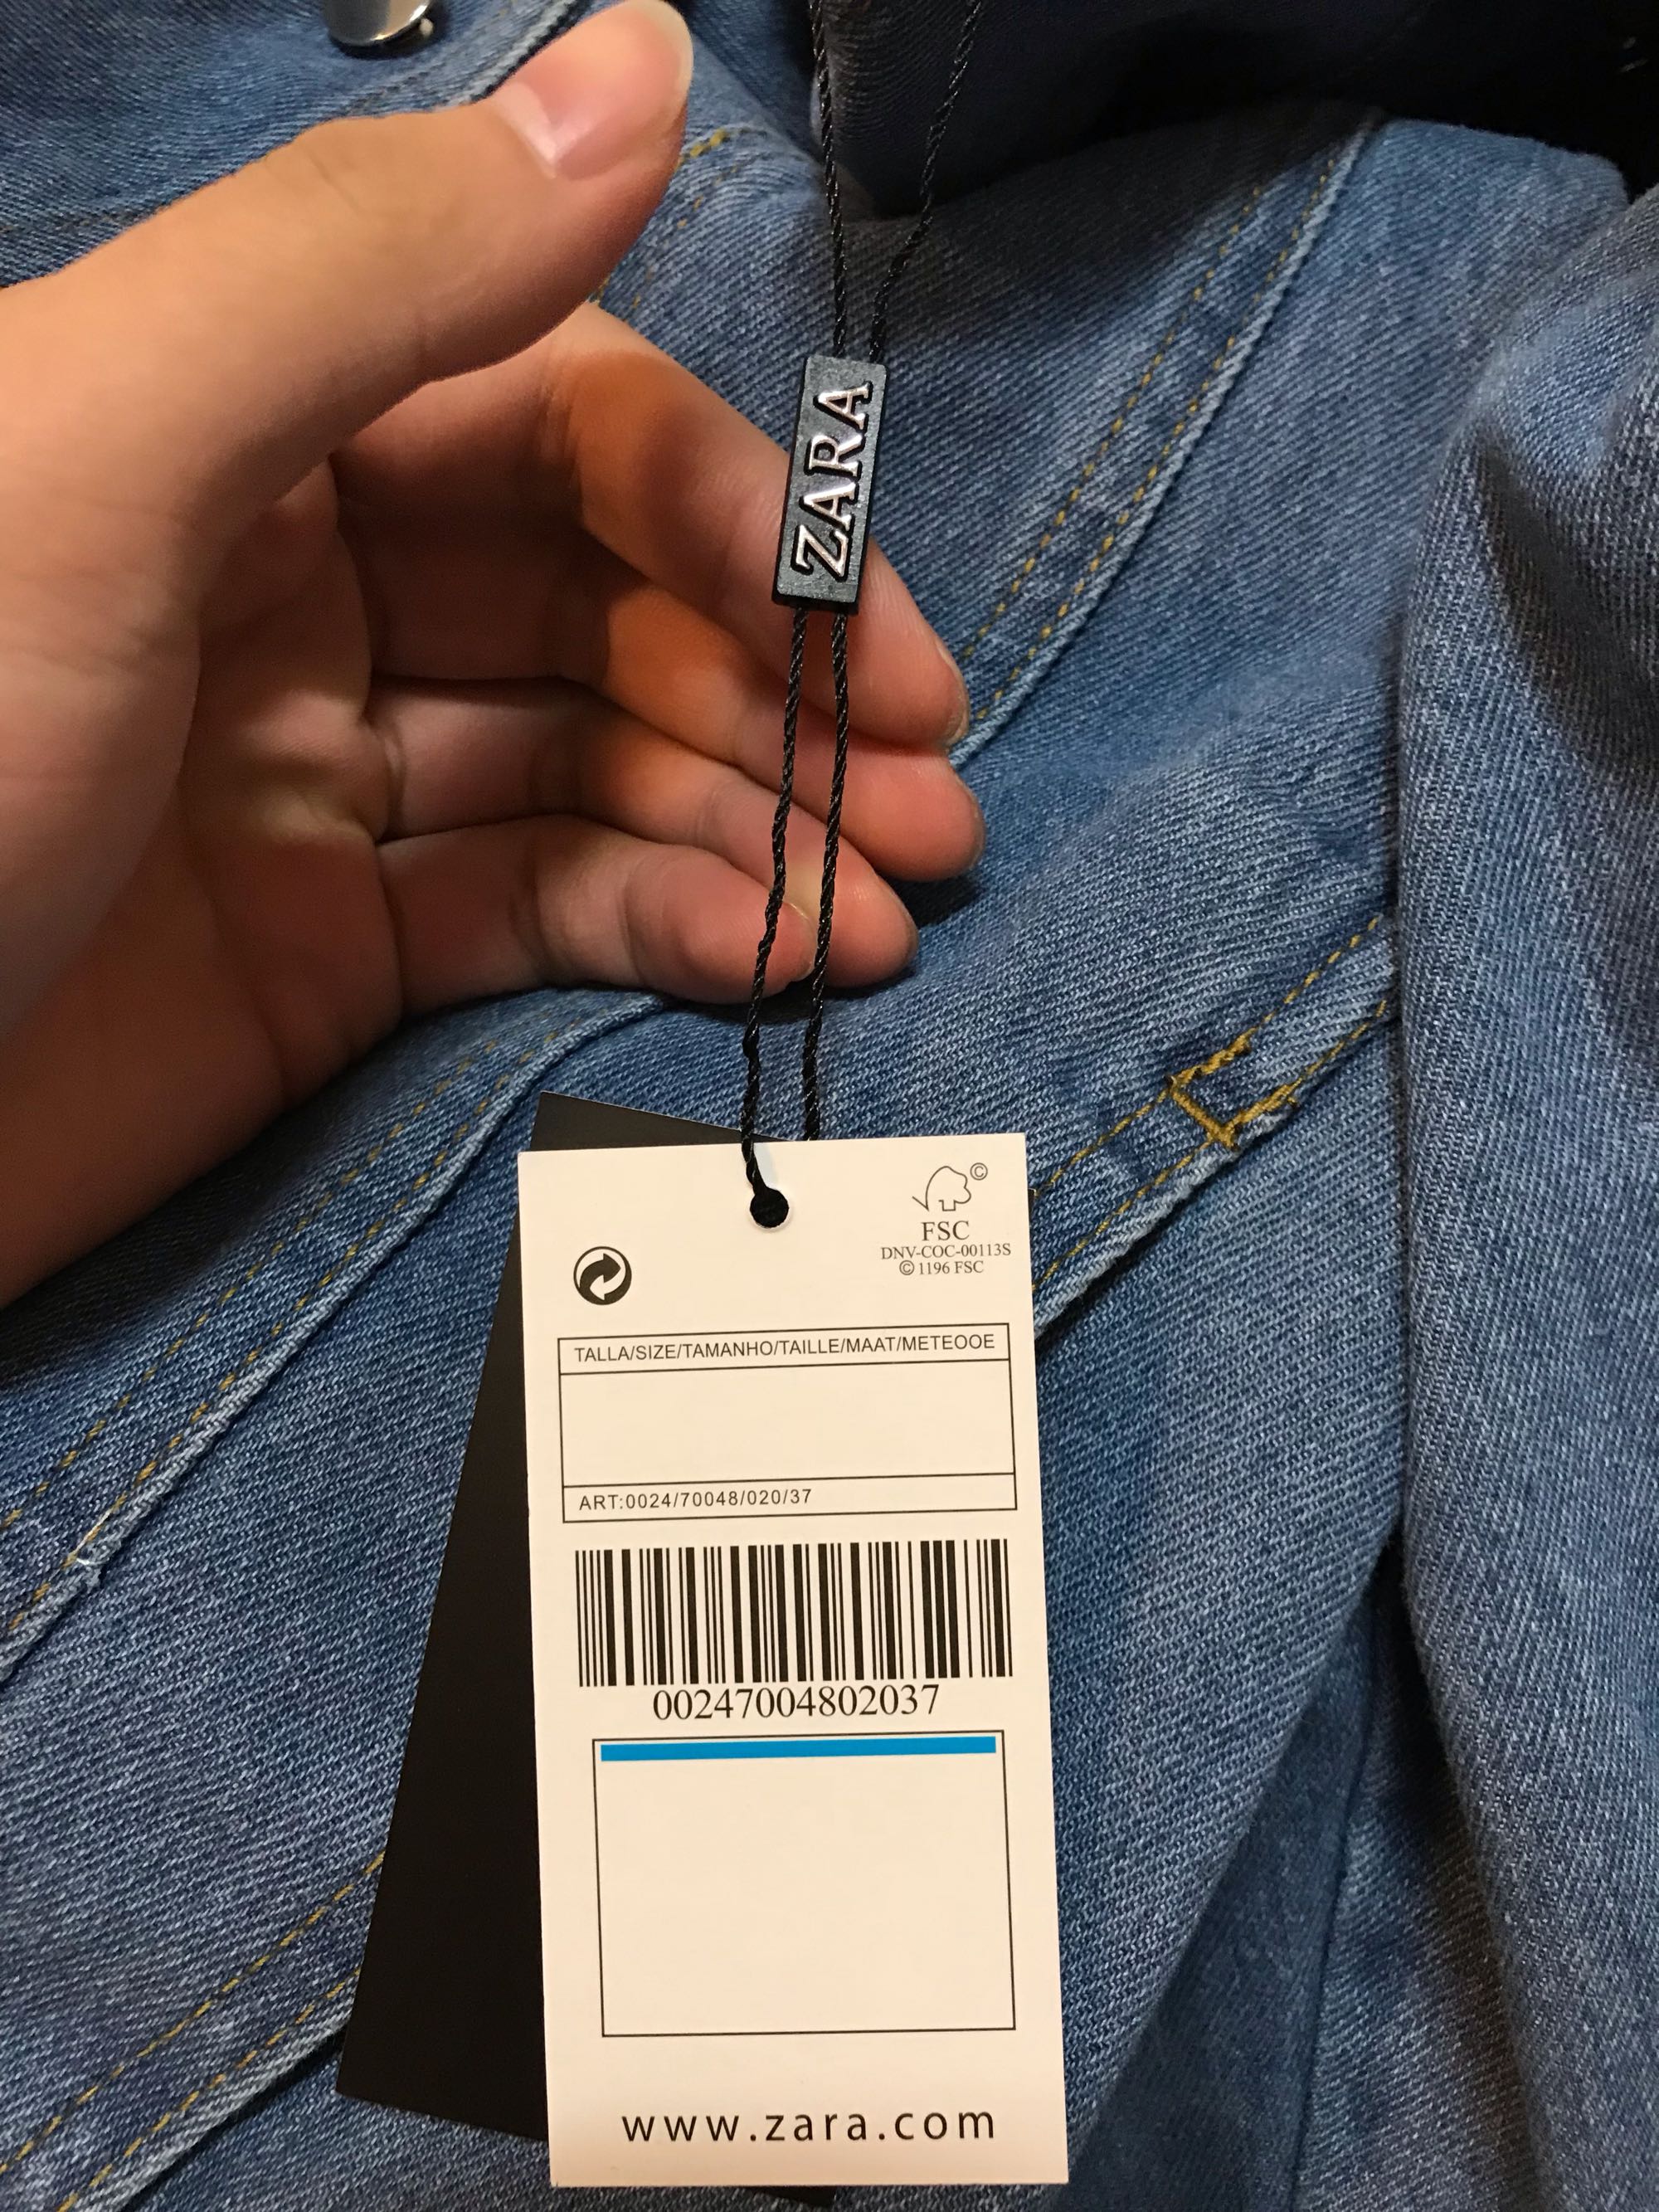 ZARA
©
FSC
DNV-COC-00113S
© 1196 FSC
TALLA/SIZE/TAMANHO/TAILLE/MAAT/METEOOE
ART:0024/70048/020/37
00247004802037
www.zara.com